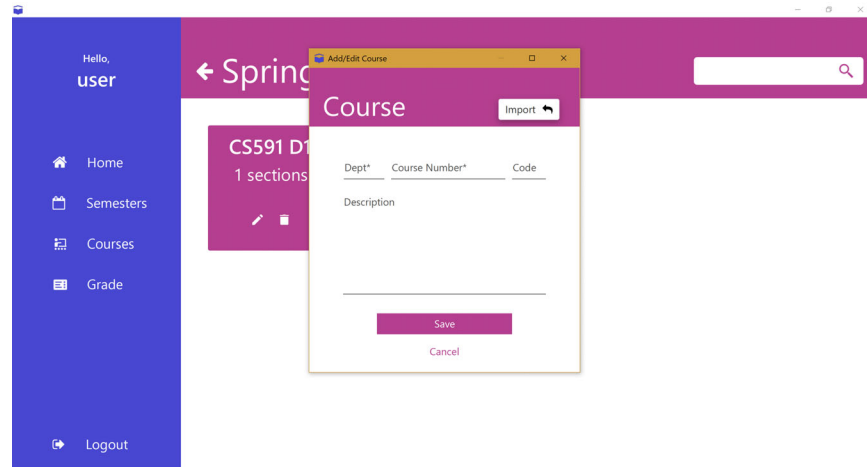 Hello,
user
Home
Semesters
Courses
Grade
Logout
Spring
CS591 D1
1 sections
Add/Edit Course
Course
Import
Dept*
Course Number*
Code
Description
Save
Cancel